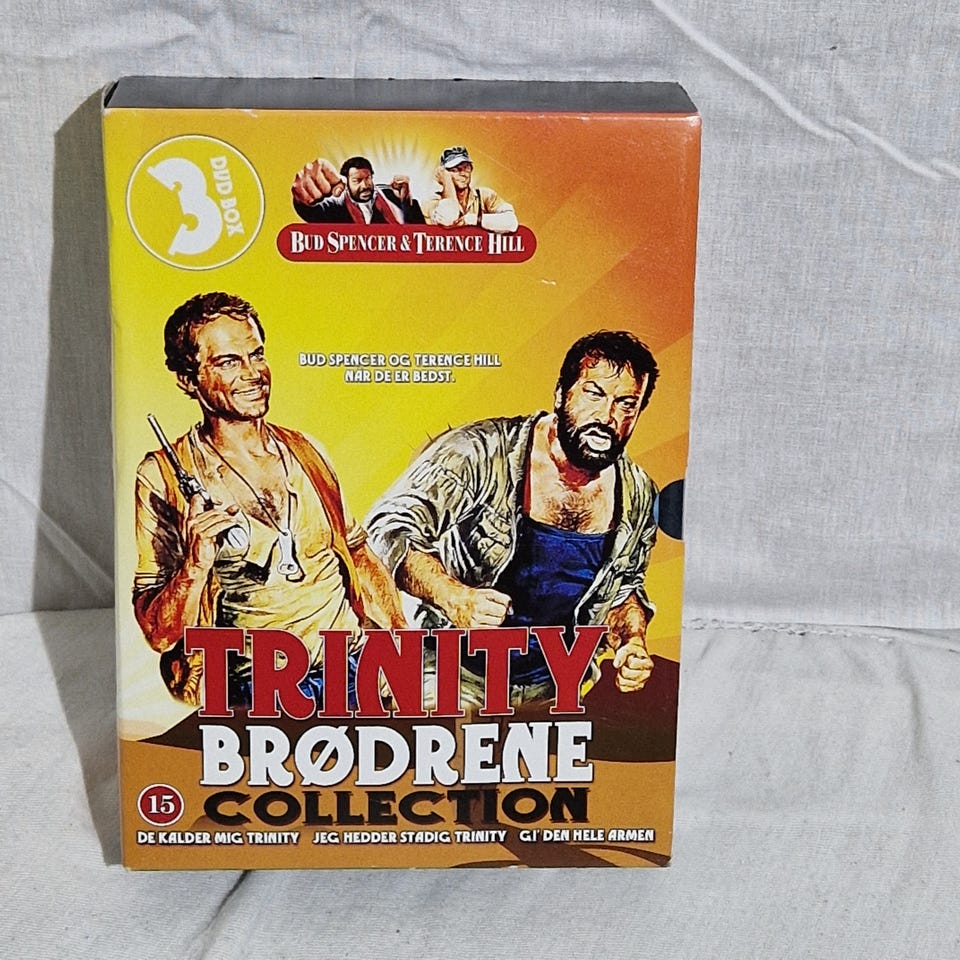 3
DVD BOX
BUD SPENCER & TERENCE HILL
BUD SPENCER OG TERENCE HILL
NÅR DE ER BEDST.
TRINITY
BRØDRENE
COLLECTION
15
DE KALDER MIG TRINITY JEG HEDDER STADIG TRINITY GI' DEN HELE ARMEN